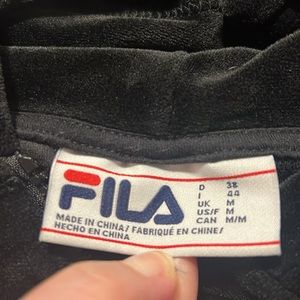 FILA
MADE IN CHINA/ FABRIQUÉ EN CHINE/
HECHO EN CHINA
D 38
I 44
UK M
US/F M
CAN M/M